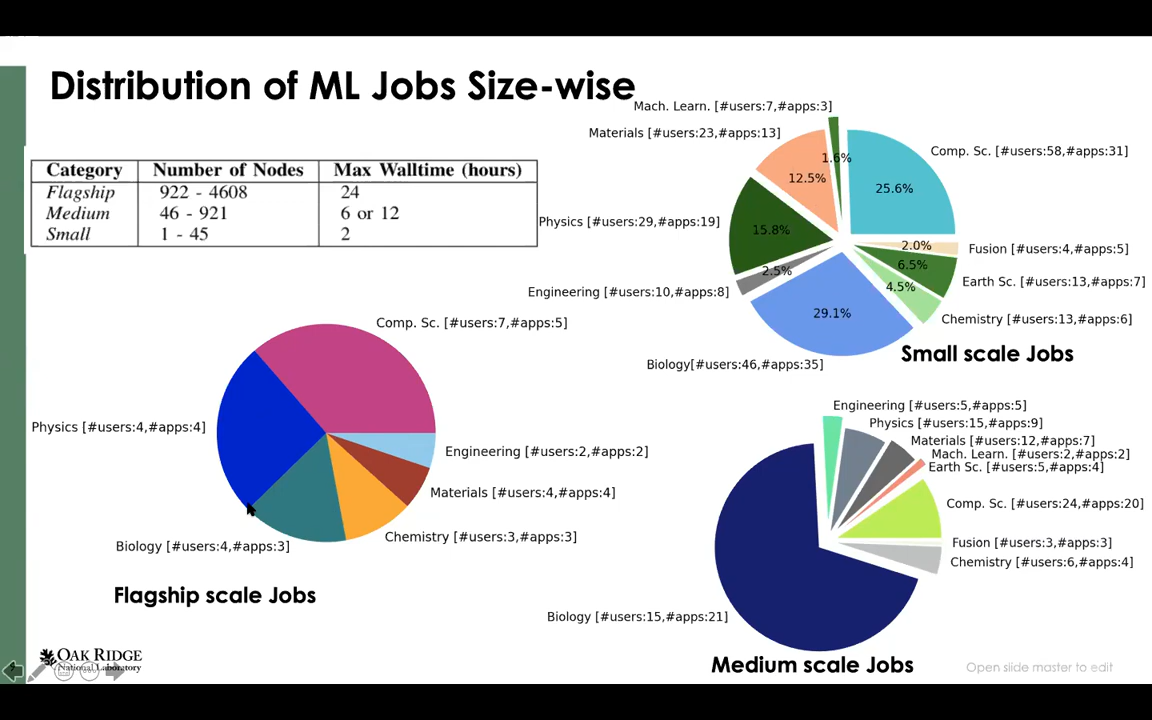 Distribution of ML Jobs Size-wise
Category Number of Nodes Max Walltime (hours)
Flagship 922 - 4608 24
Medium 46 - 921 6 or 12
Small 1 - 45 2
Mach. Learn. [#users:7,#apps:3]
Materials [#users:23,#apps:13]
Comp. Sc. [#users:58,#apps:31]
1.6%
12.5%
25.6%
Physics [#users:29,#apps:19]
15.8%
2.0%
Fusion [#users:4,#apps:5]
6.5%
2.5%
Earth Sc. [#users:13,#apps:7]
4.5%
Engineering [#users:10,#apps:8]
29.1%
Chemistry [#users:13,#apps:6]
Biology[#users:46,#apps:35]
Small scale Jobs
Comp. Sc. [#users:7,#apps:5]
Physics [#users:4,#apps:4]
Engineering [#users:2,#apps:2]
Materials [#users:4,#apps:4]
Chemistry [#users:3,#apps:3]
Biology [#users:4,#apps:3]
Flagship scale Jobs
Engineering [#users:5,#apps:5]
Physics [#users:15,#apps:9]
Materials [#users:12,#apps:7]
Mach. Learn. [#users:2,#apps:2]
Earth Sc. [#users:5,#apps:4]
Comp. Sc. [#users:24,#apps:20]
Fusion [#users:3,#apps:3]
Chemistry [#users:6,#apps:4]
Biology [#users:15,#apps:21]
Medium scale Jobs
OAK RIDGE
National Laboratory
Open slide master to edit